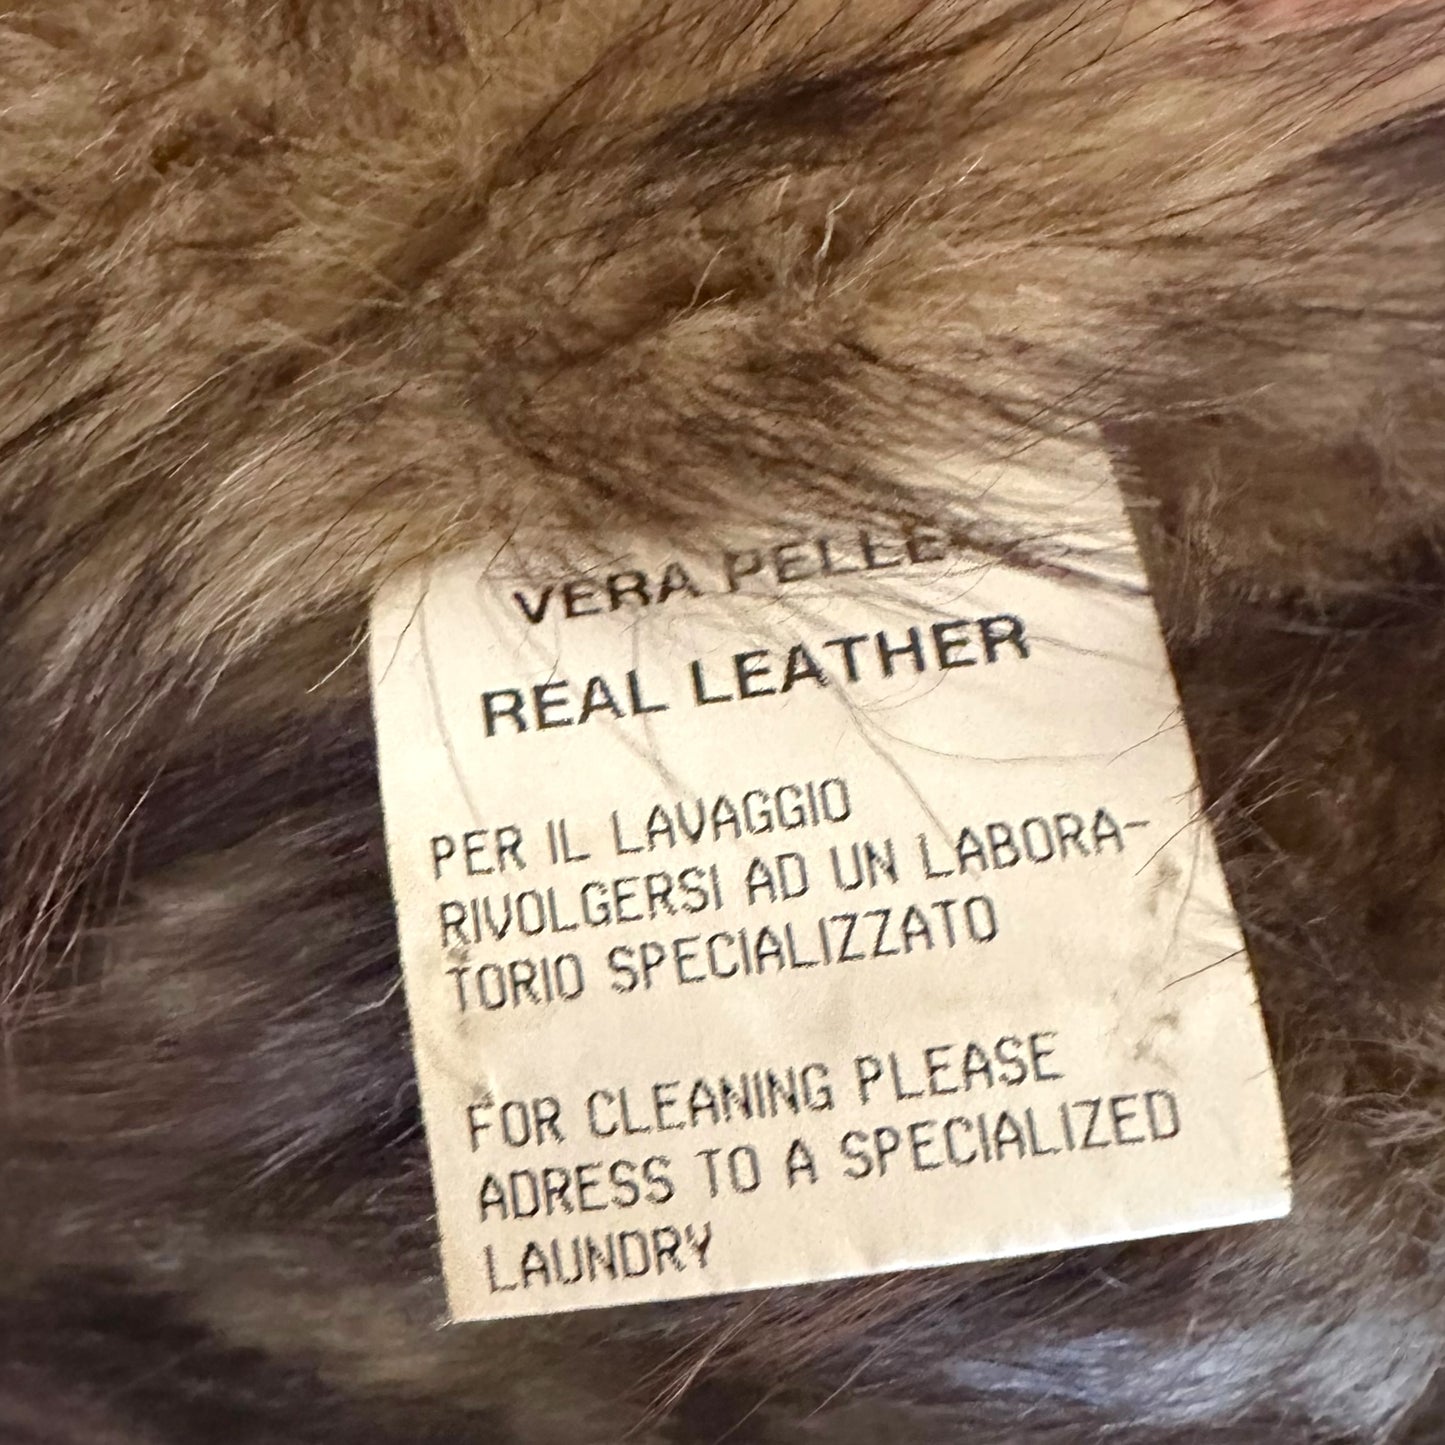 VERA PELLE
REAL LEATHER
PER IL LAVAGGIO
RIVOLGERSI AD UN LABORA-
TORIO SPECIALIZZATO
FOR CLEANING PLEASE
ADRESS TO A SPECIALIZED
LAUNDRY